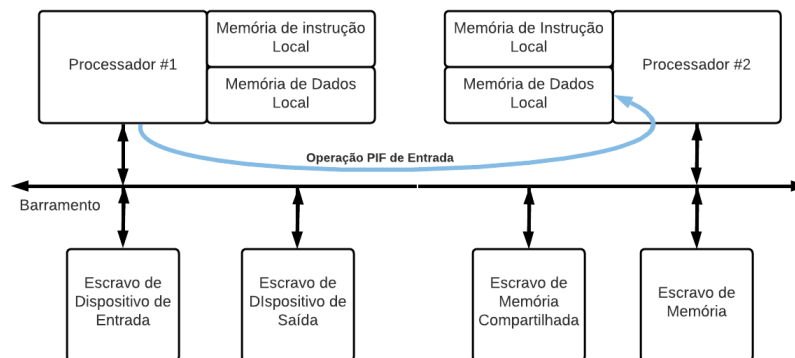 Processador #1
Memória de instrução
Local
Memória de Dados
Local
Memória de Instrução
Local
Memória de Dados
Local
Processador #2
Operação PIF de Entrada
Barramento
Escravo de
Dispositivo de
Entrada
Escravo de
DIspositivo de
Saída
Escravo de
Memória
Compartilhada
Escravo de
Memória